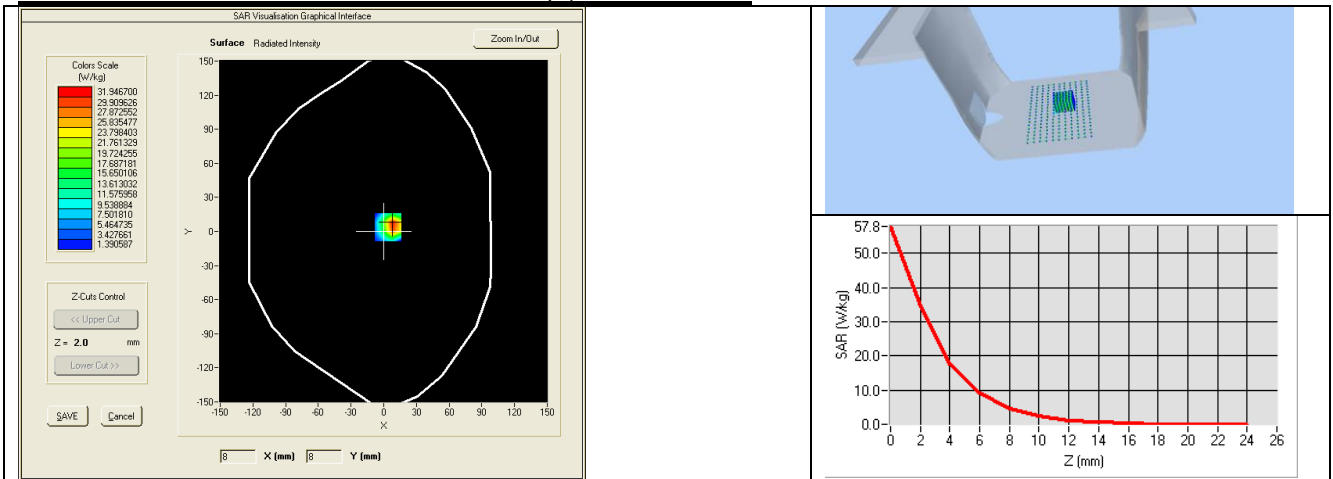 SAR Visualisation Graphical Interface
Surface Radiated Intensity
Zoom In/Out
Colors Scale
(W/kg)
31.946700
29.909626
27.872552
25.835477
23.798403
21.761329
19.724255
17.687181
15.650106
13.613032
11.575958
9.538884
7.501810
5.464735
3.427661
1.390587
Z-Cuts Control
<< Upper Cut
Z = 2.0 mm
Lower Cut >>
SAVE Cancel
150
120
90
60
30
0
-30
-60
-90
-120
-150
Y
-150 -120 -90 -60 -30 0 30 60 90 120 150
X
8 X (mm) 8 Y (mm)
57.8
50.0
40.0
30.0
20.0
10.0
0.0
SAR (W/kg)
0 2 4 6 8 10 12 14 16 18 20 22 24 26
Z (mm)